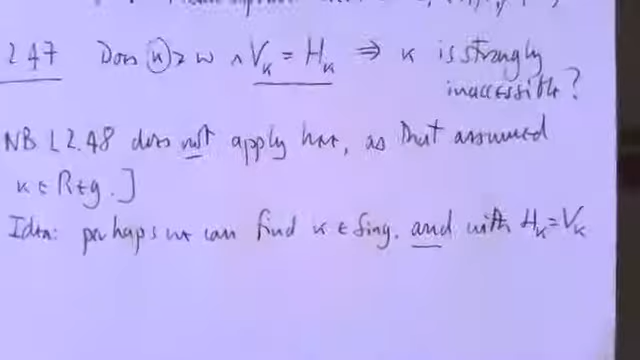 2.47 Does κ > ω ∧ V_κ = H_κ ⇒ κ is strongly
inaccessible?
NB [2.48 does not apply here, as that assumed
κ ∈ Reg.]
Idea: perhaps we can find κ ∈ Sing. and with H_κ = V_κ